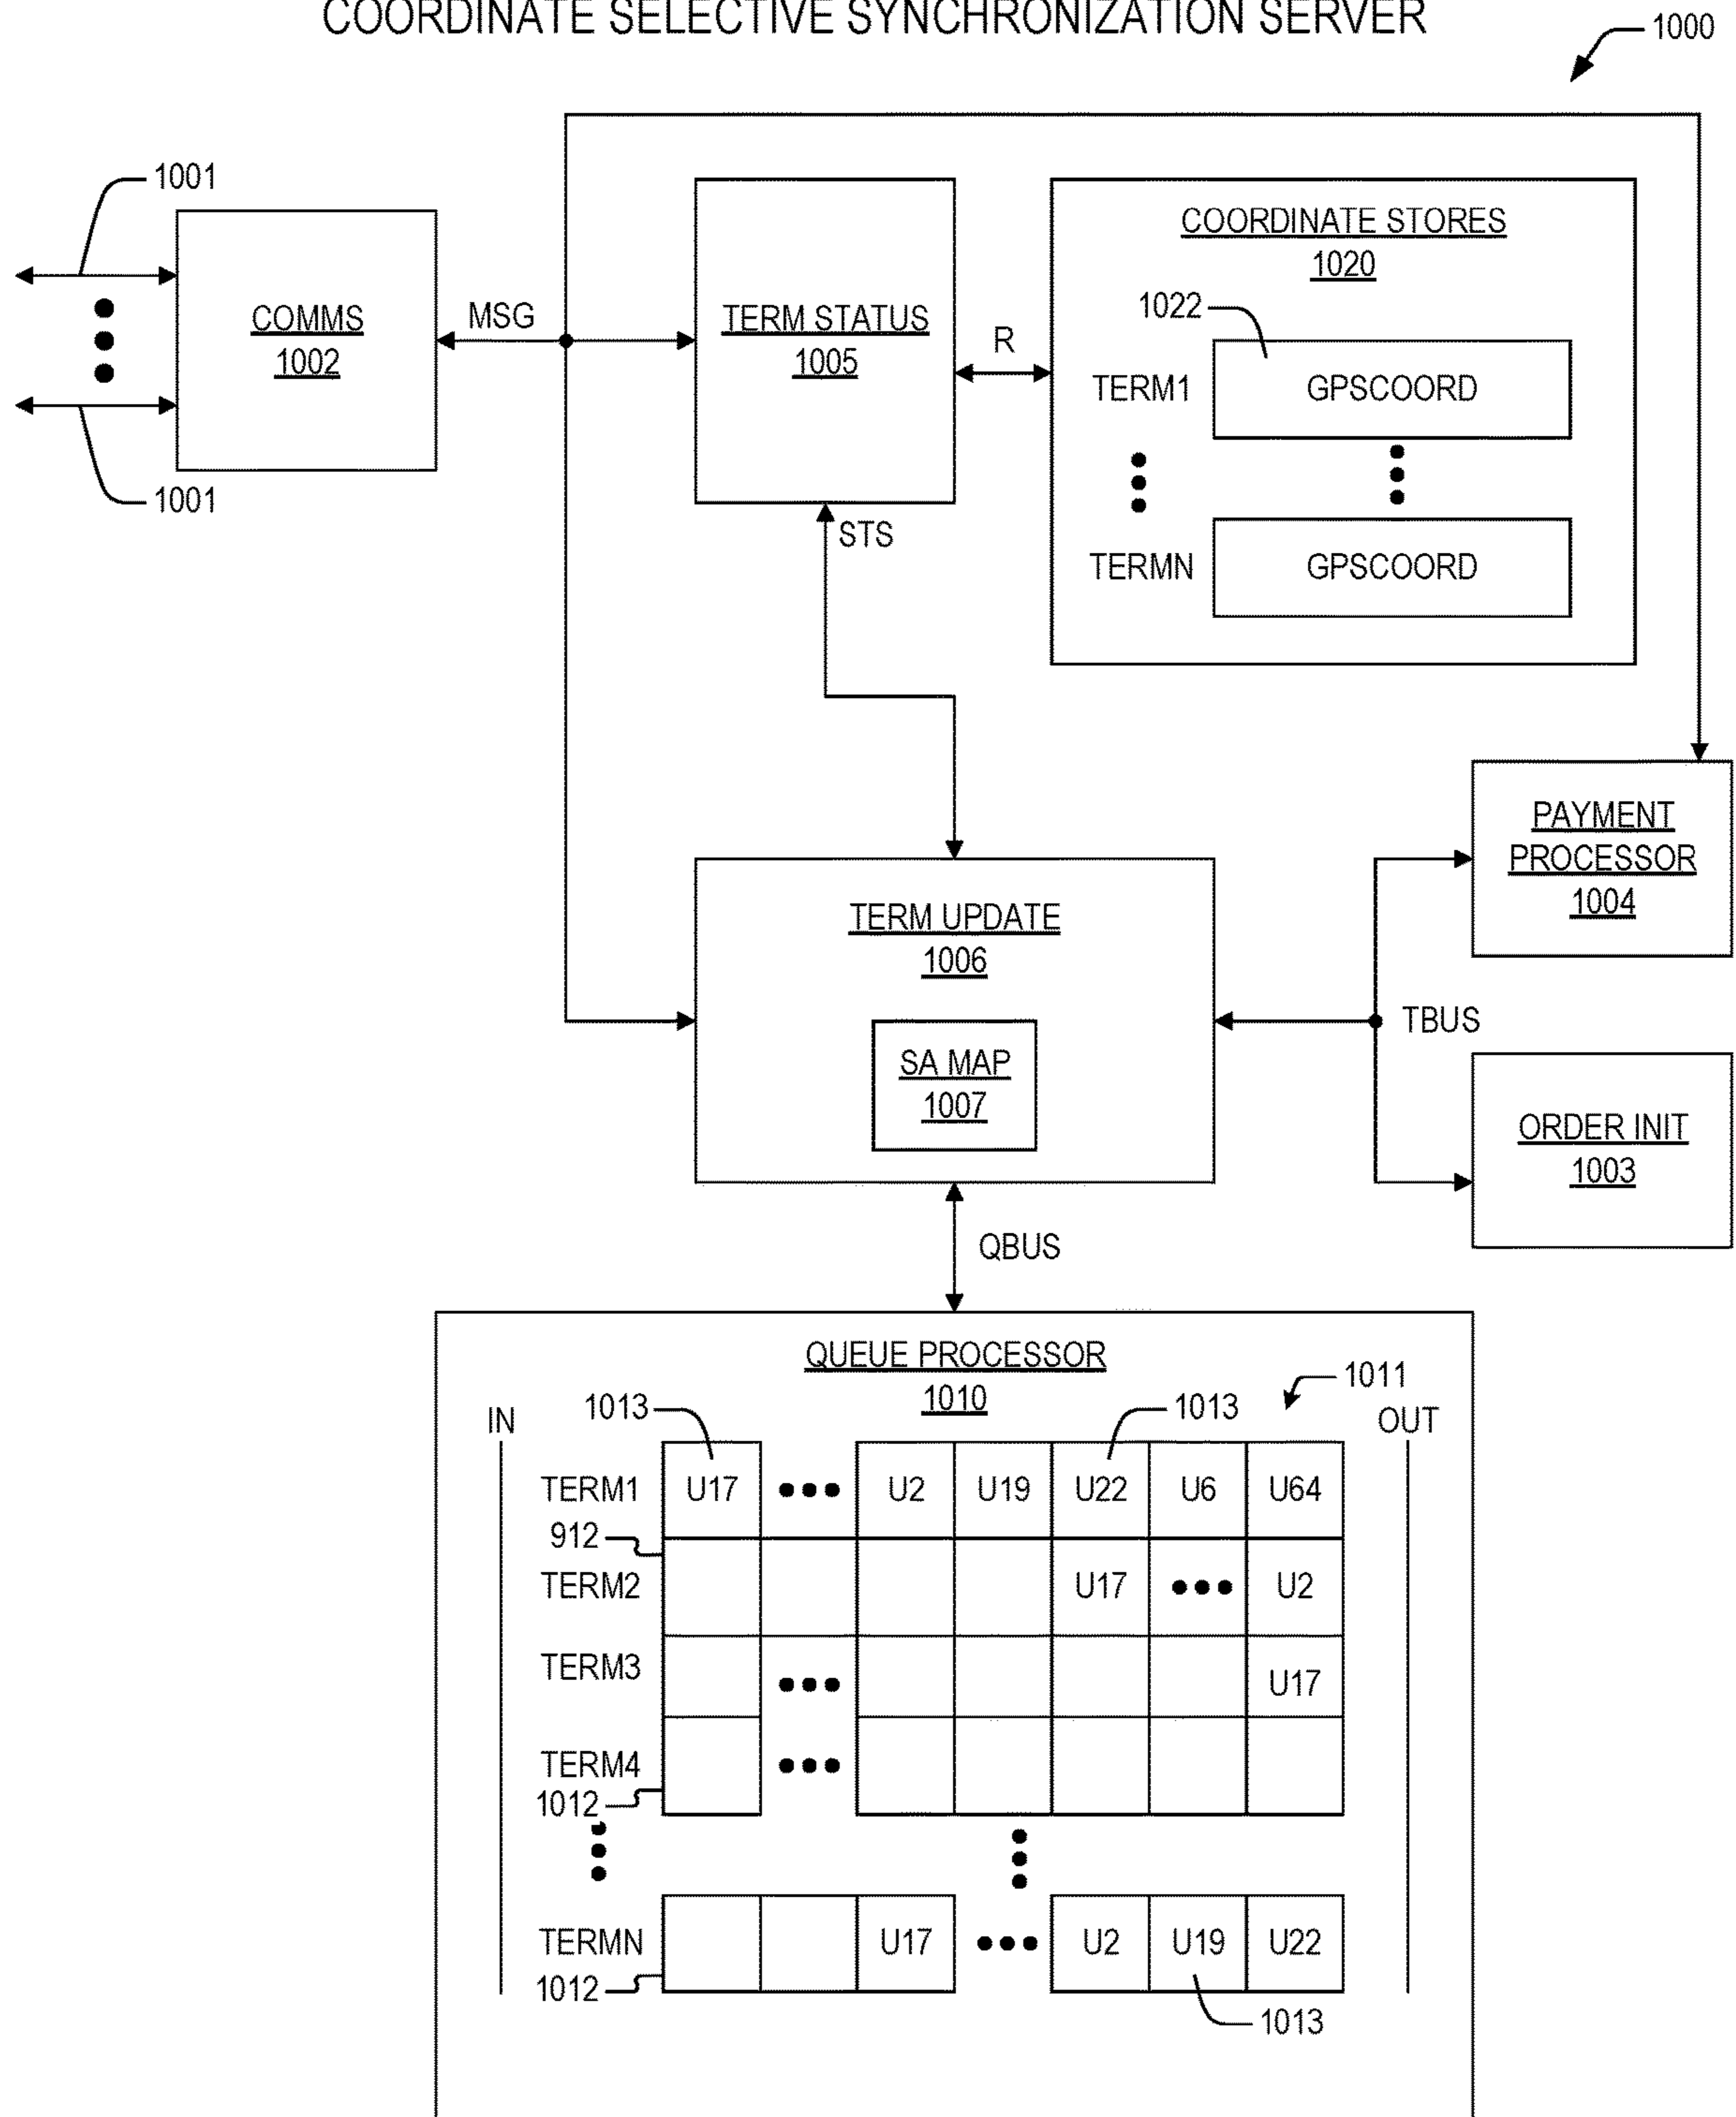 COORDINATE SELECTIVE SYNCHRONIZATION SERVER
1000
1001
COORDINATE STORES
1020
1022
COMMS
1002
MSG
TERM STATUS
1005
R
TERM1
GPSCOORD
1001
STS
TERMN
GPSCOORD
PAYMENT
PROCESSOR
1004
TERM UPDATE
1006
TBUS
SA MAP
1007
ORDER INIT
1003
QBUS
QUEUE PROCESSOR
1010
1011
IN
1013
1013
OUT
TERM1 U17 U2 U19 U22 U6 U64
912
TERM2 U17 U2
TERM3 U17
TERM4
1012
TERMN U17 U2 U19 U22
1012
1013